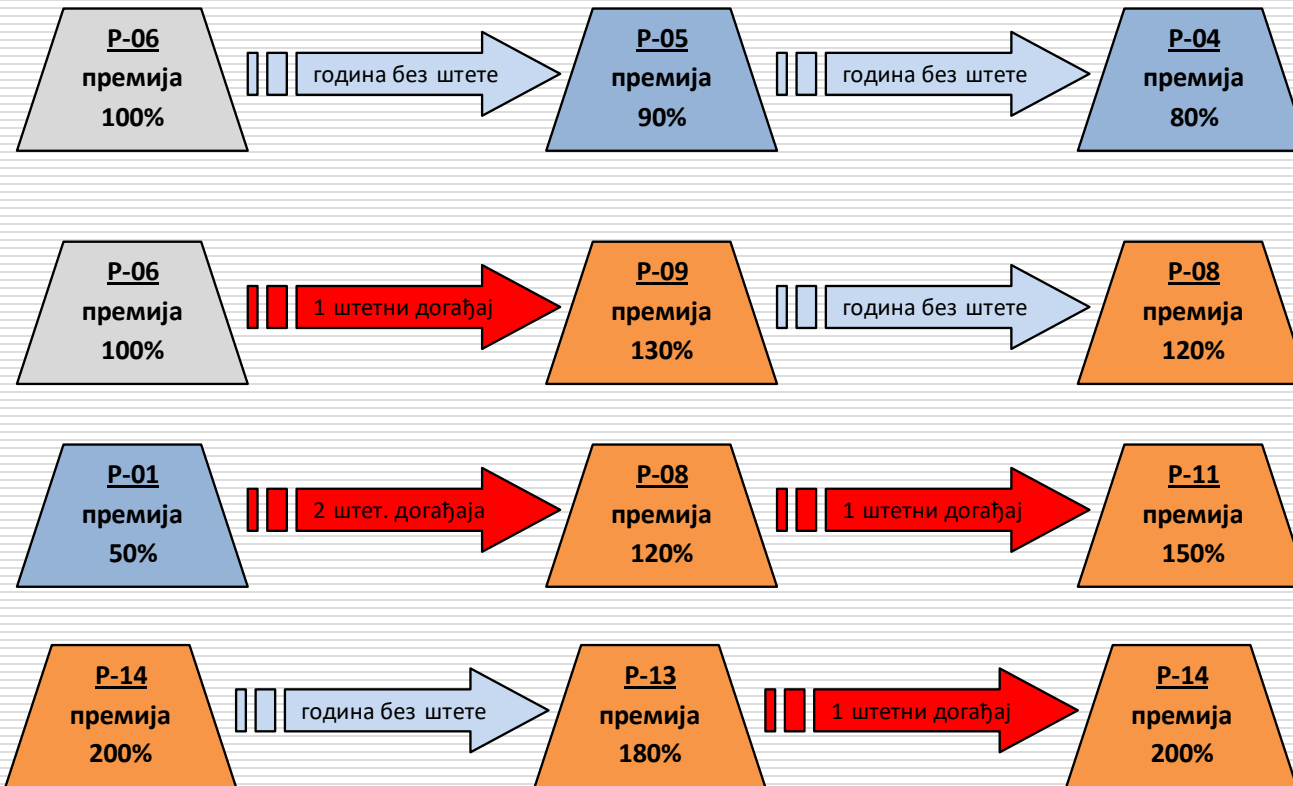 Р-06
премија
100%
година без штете
Р-05
премија
90%
година без штете
Р-04
премија
80%
Р-06
премија
100%
1 штетни догађај
Р-09
премија
130%
година без штете
Р-08
премија
120%
Р-01
премија
50%
2 штет. догађаја
Р-08
премија
120%
1 штетни догађај
Р-11
премија
150%
Р-14
премија
200%
година без штете
Р-13
премија
180%
1 штетни догађај
Р-14
премија
200%